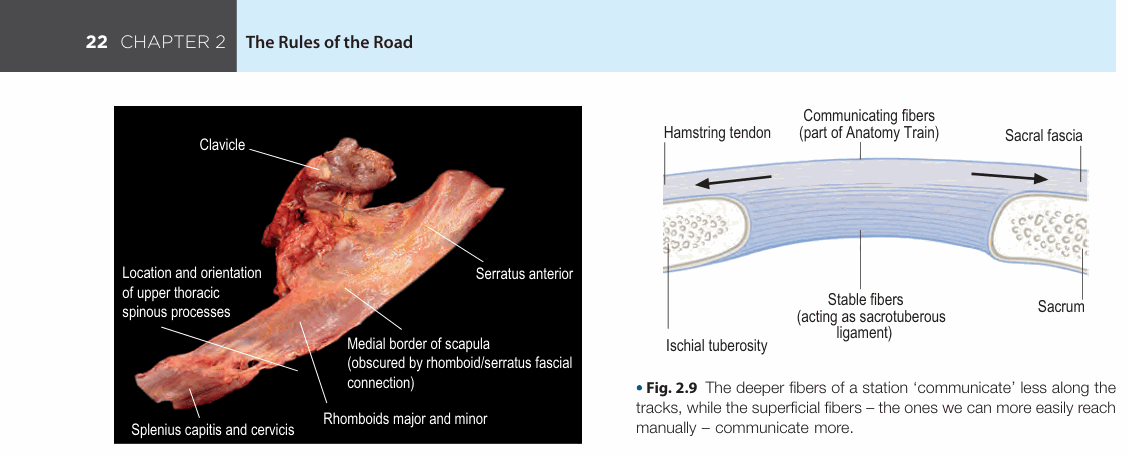 22 CHAPTER 2 The Rules of the Road
Clavicle
Location and orientation
of upper thoracic
spinous processes
Serratus anterior
Medial border of scapula
(obscured by rhomboid/serratus fascial
connection)
Rhomboids major and minor
Splenius capitis and cervicis
Communicating fibers
(part of Anatomy Train)
Hamstring tendon
Sacral fascia
Stable fibers
(acting as sacrotuberous
ligament)
Sacrum
Ischial tuberosity
• Fig. 2.9 The deeper fibers of a station ‘communicate’ less along the
tracks, while the superficial fibers – the ones we can more easily reach
manually – communicate more.